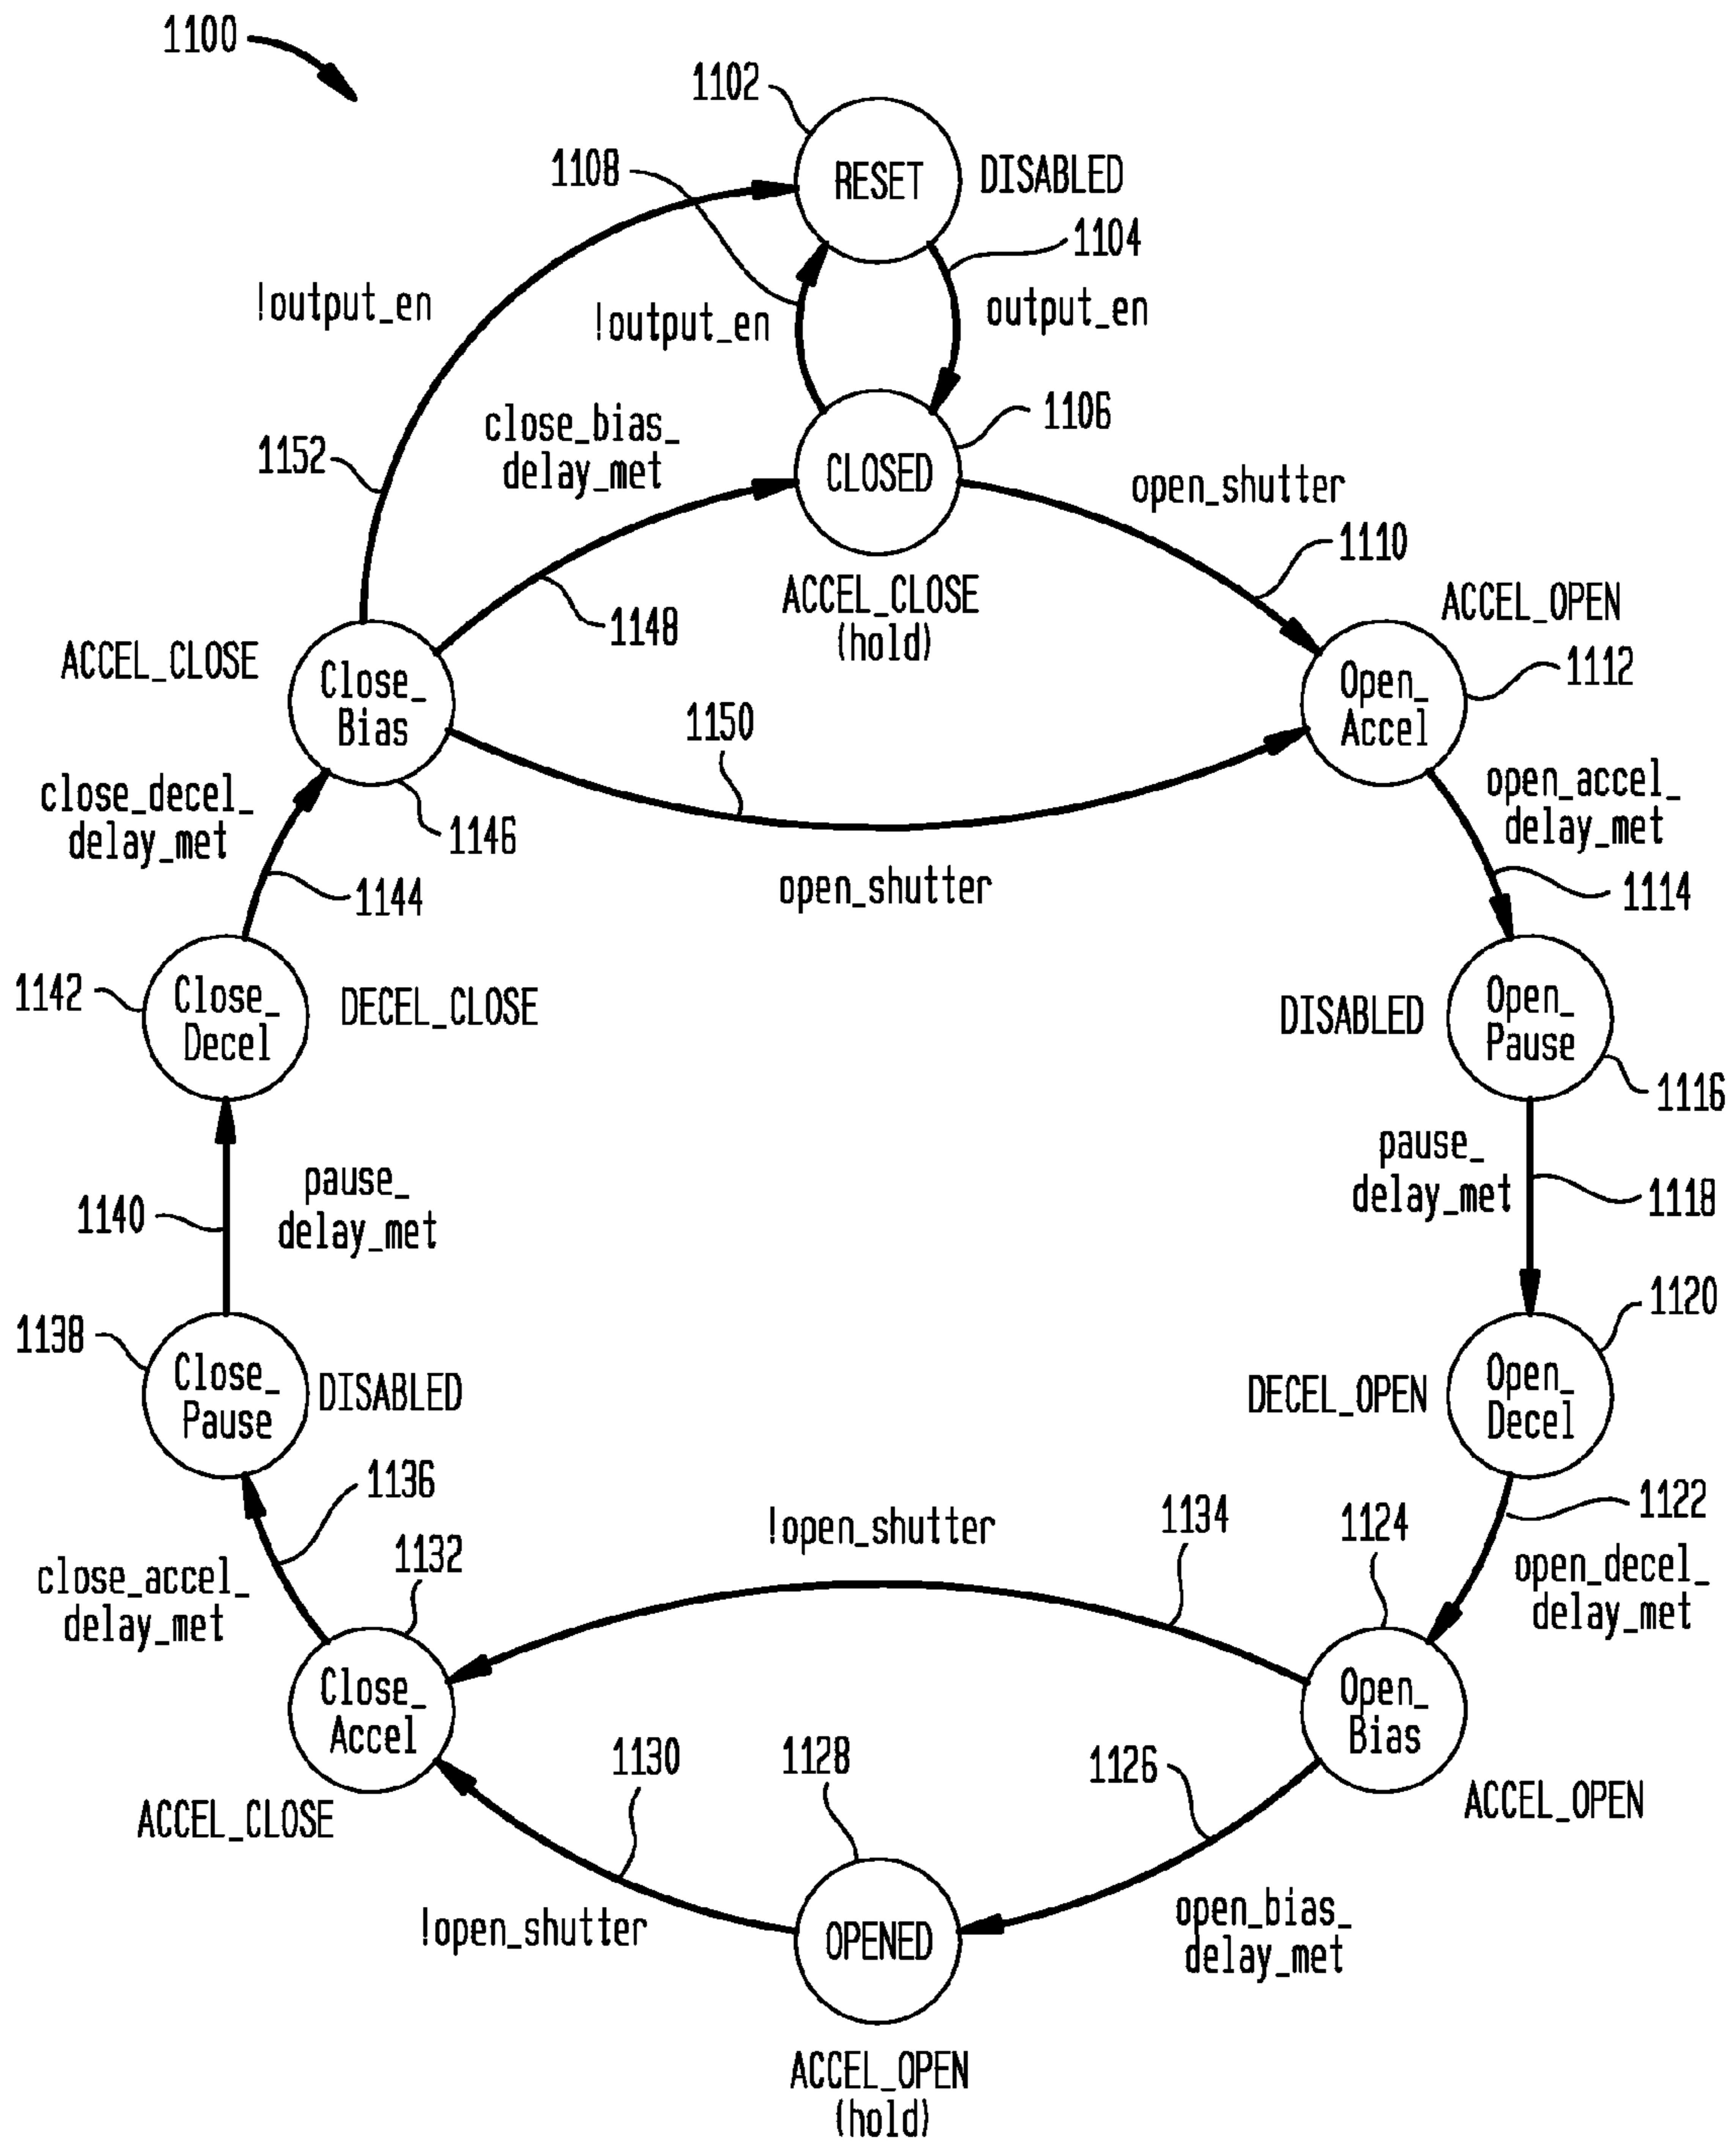 1100
1102
RESET
DISABLED
1108
1104
!output_en
!output_en
output_en
1106
close_bias_
delay_met
1152
CLOSED
open_shutter
1110
ACCEL_CLOSE
(hold)
1148
ACCEL_OPEN
ACCEL_CLOSE
Close_
Bias
1150
Open_
Accel
1112
close_decel_
delay_met
1146
open_accel_
delay_met
1144
open_shutter
1114
1142
Close_
Decel
DECEL_CLOSE
DISABLED
Open_
Pause
1116
1140
pause_
delay_met
pause_
delay_met
1118
1120
1138
Close_
Pause
DISABLED
DECEL_OPEN
Open_
Decel
1136
1122
!open_shutter
1134
1124
1132
close_accel_
delay_met
open_decel_
delay_met
Close_
Accel
Open_
Bias
1130
1128
1126
ACCEL_CLOSE
ACCEL_OPEN
!open_shutter
OPENED
open_bias_
delay_met
ACCEL_OPEN
(hold)